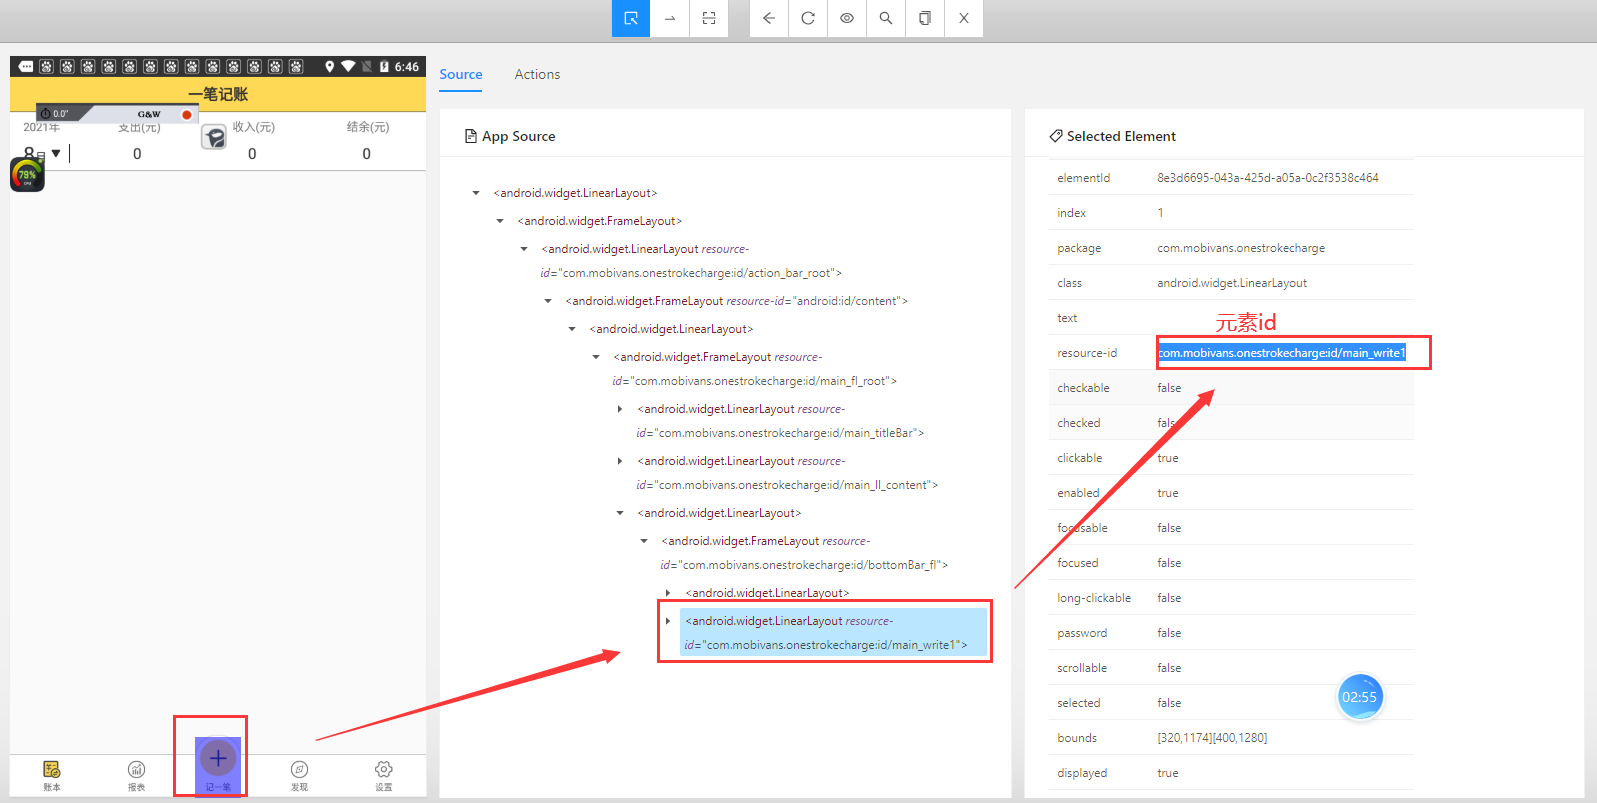 6:46
一笔记账
0.0"
G&W
2021年
支出(元)
收入(元)
结余(元)
8月
0
0
0
78%
CPU
账本
报表
记一笔
发现
设置
Source
Actions
App Source
<android.widget.LinearLayout>
<android.widget.FrameLayout>
<android.widget.LinearLayout resource-
id="com.mobivans.onestrokecharge:id/action_bar_root">
<android.widget.FrameLayout resource-id="android:id/content">
<android.widget.LinearLayout>
<android.widget.FrameLayout resource-
id="com.mobivans.onestrokecharge:id/main_fl_root">
<android.widget.LinearLayout resource-
id="com.mobivans.onestrokecharge:id/main_titleBar">
<android.widget.LinearLayout resource-
id="com.mobivans.onestrokecharge:id/main_ll_content">
<android.widget.LinearLayout>
<android.widget.FrameLayout resource-
id="com.mobivans.onestrokecharge:id/bottomBar_fl">
<android.widget.LinearLayout>
<android.widget.LinearLayout resource-
id="com.mobivans.onestrokecharge:id/main_write1">
Selected Element
elementId 8e3d6695-043a-425d-a05a-0c2f3538c464
index 1
package com.mobivans.onestrokecharge
class android.widget.LinearLayout
text
元素id
resource-id com.mobivans.onestrokecharge:id/main_write1
checkable false
checked false
clickable true
enabled true
focusable false
focused false
long-clickable false
password false
scrollable false
selected false
02:55
bounds [320,1174][400,1280]
displayed true